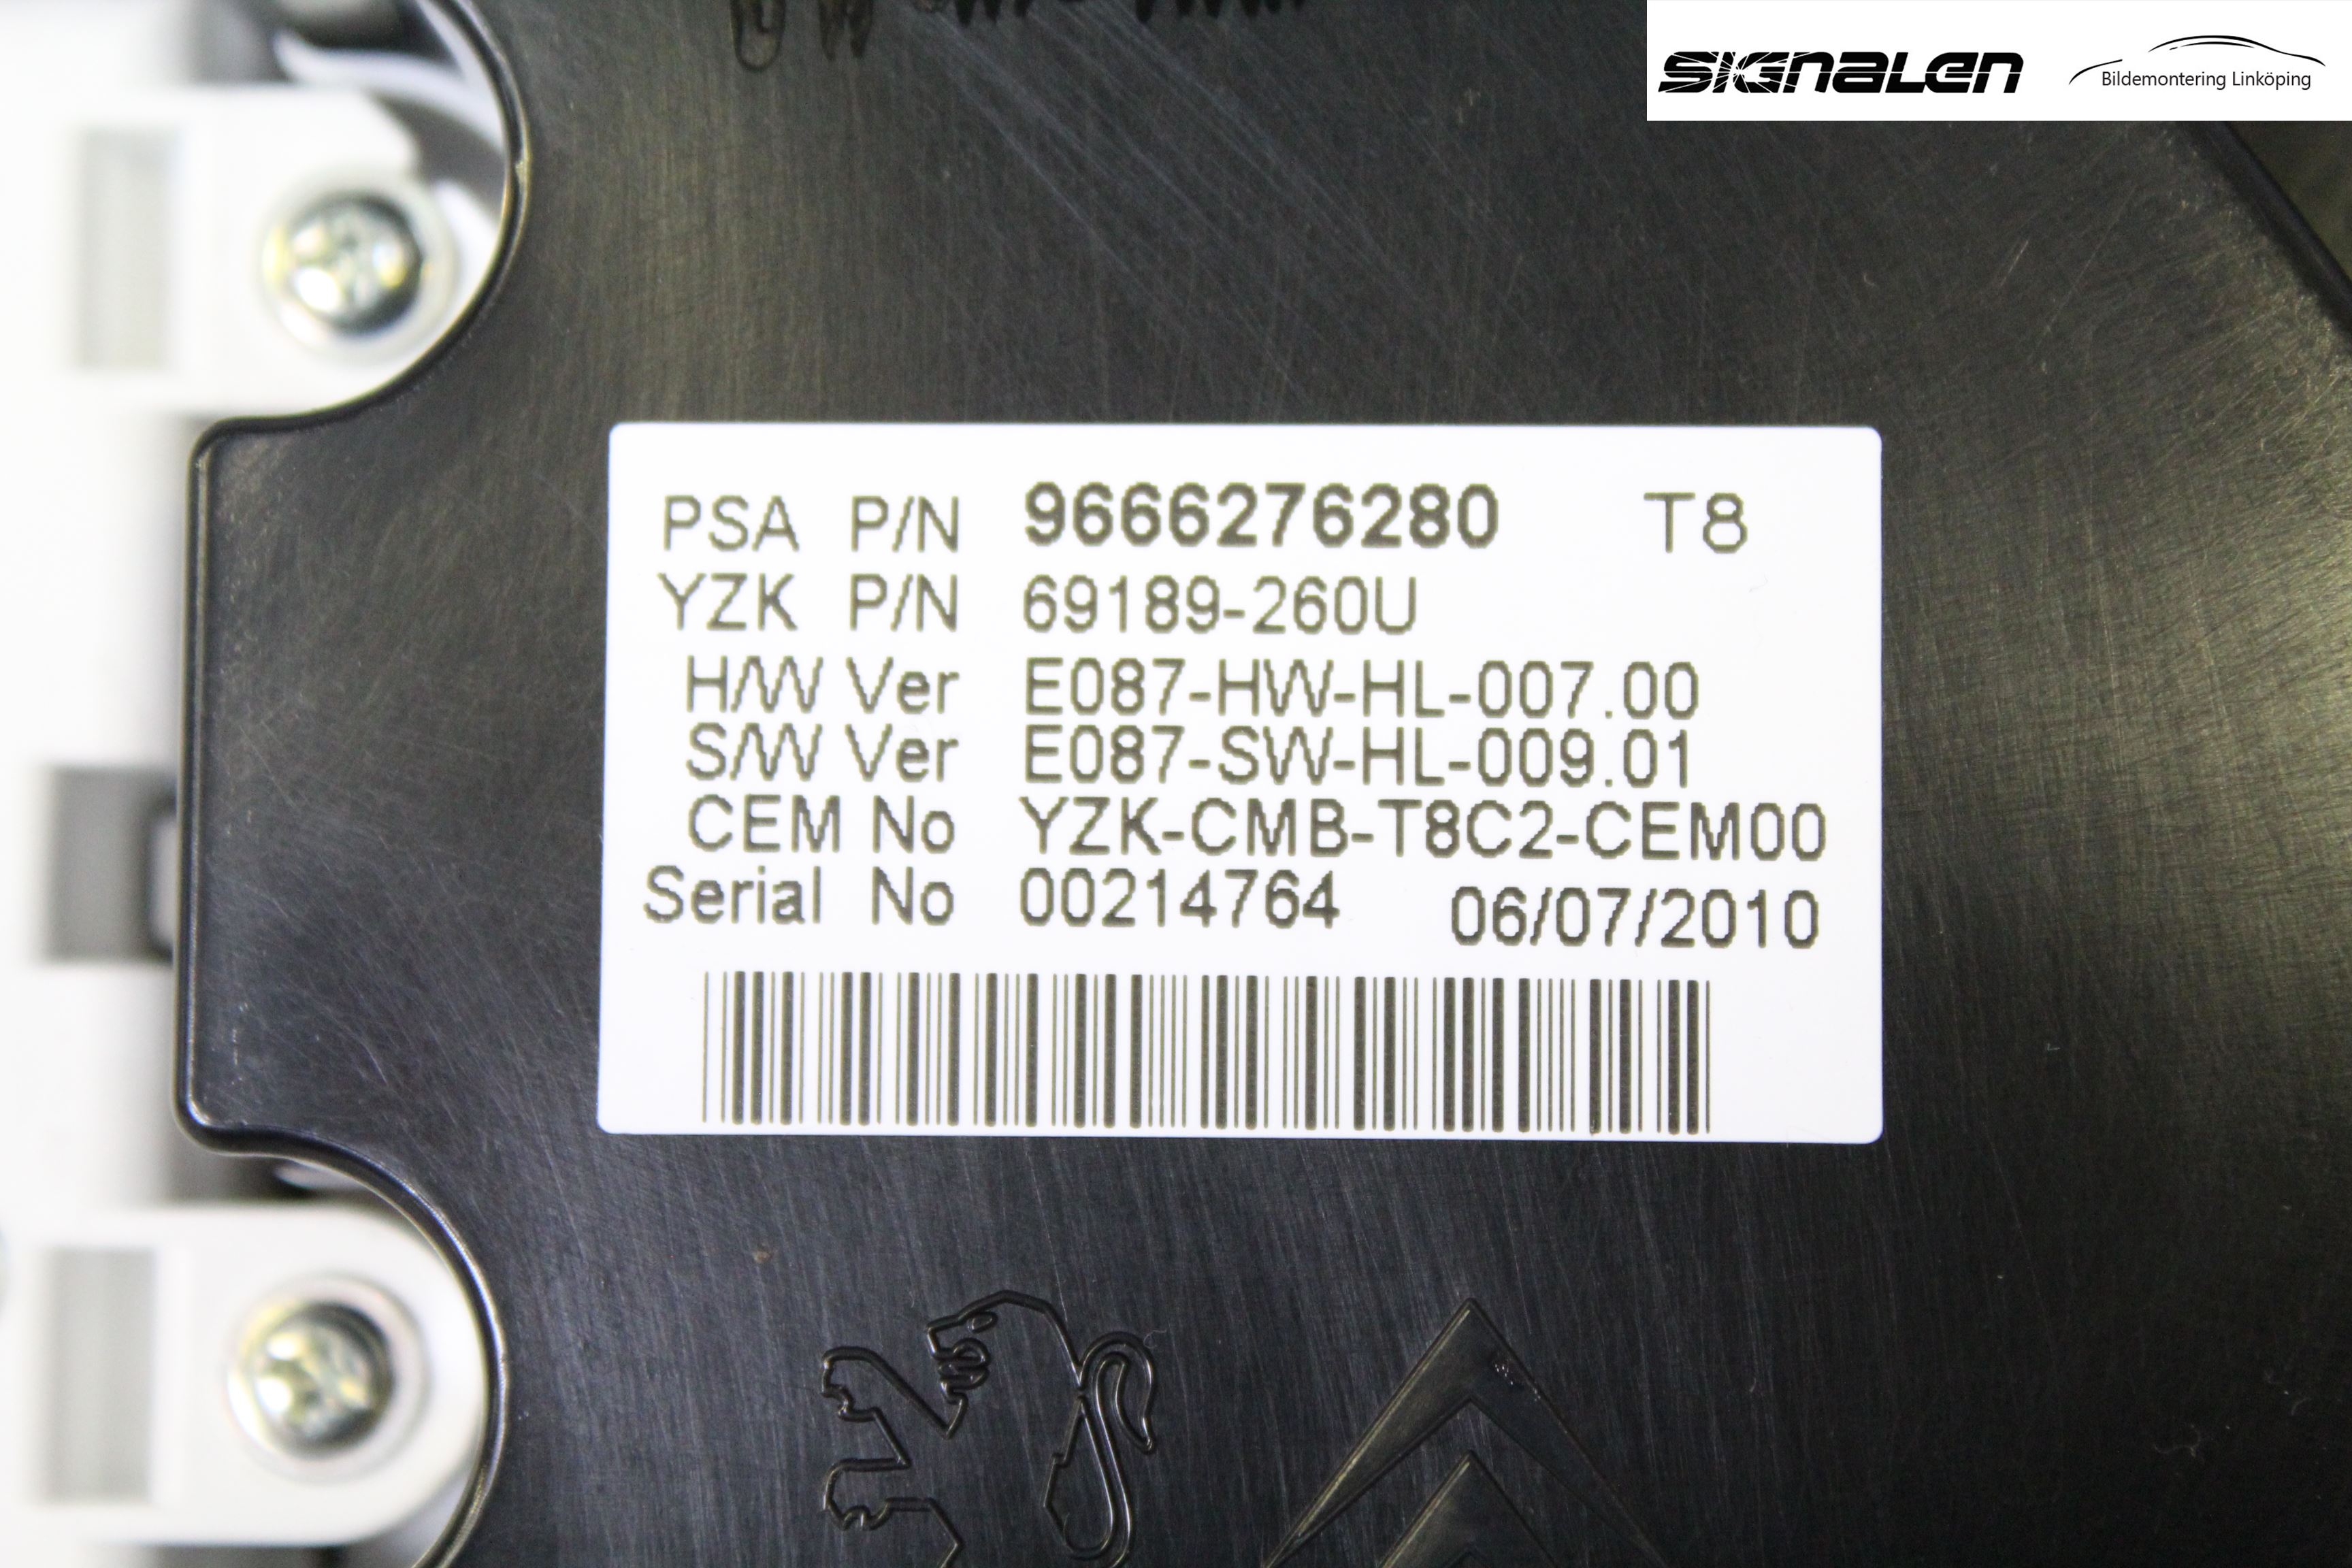 SIGNALEN
Bildemontering Linköping
PSA P/N 9666276280 T8
YZK P/N 69189-260U
H/W Ver E087-HW-HL-007.00
S/W Ver E087-SW-HL-009.01
CEM No YZK-CMB-T8C2-CEM00
Serial No 00214764 06/07/2010